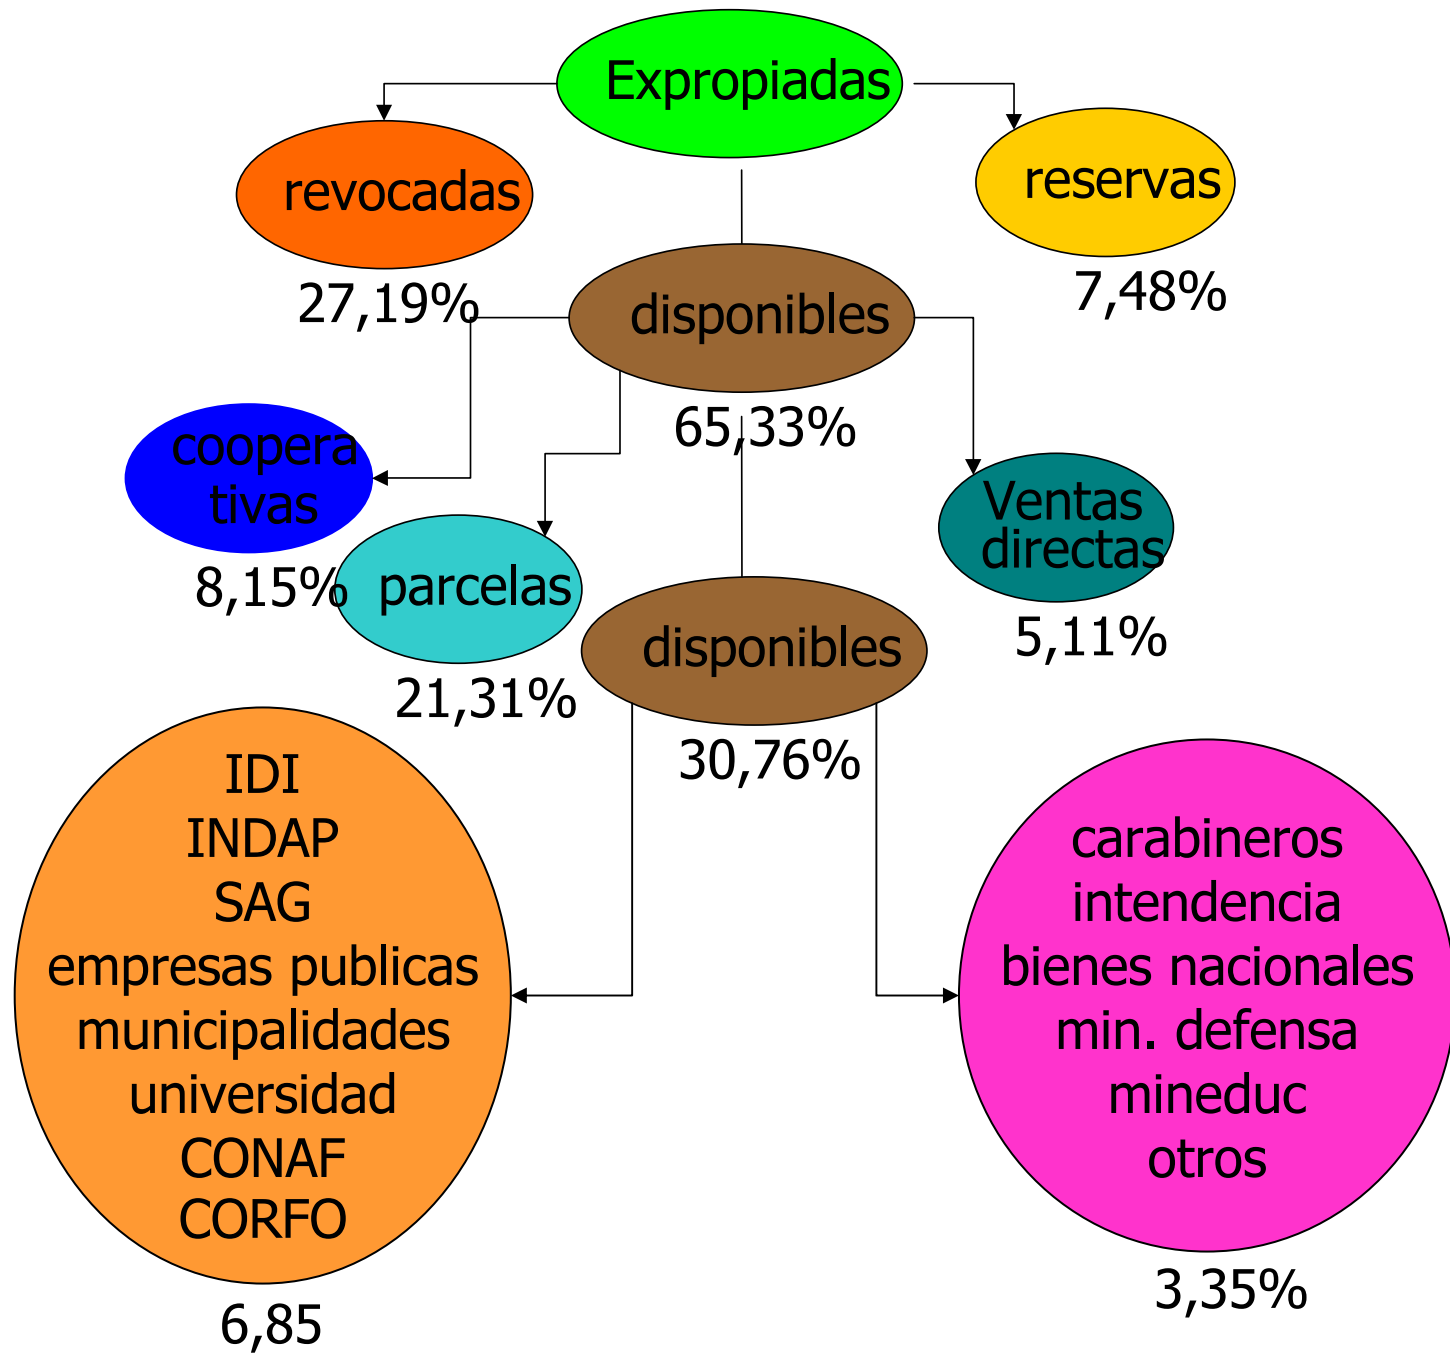 Expropiadas
revocadas
27,19%
reservas
7,48%
disponibles
65,33%
coopera
tivas
8,15%
parcelas
21,31%
Ventas
directas
5,11%
disponibles
30,76%
IDI
INDAP
SAG
empresas publicas
municipalidades
universidad
CONAF
CORFO
6,85
carabineros
intendencia
bienes nacionales
min. defensa
mineduc
otros
3,35%